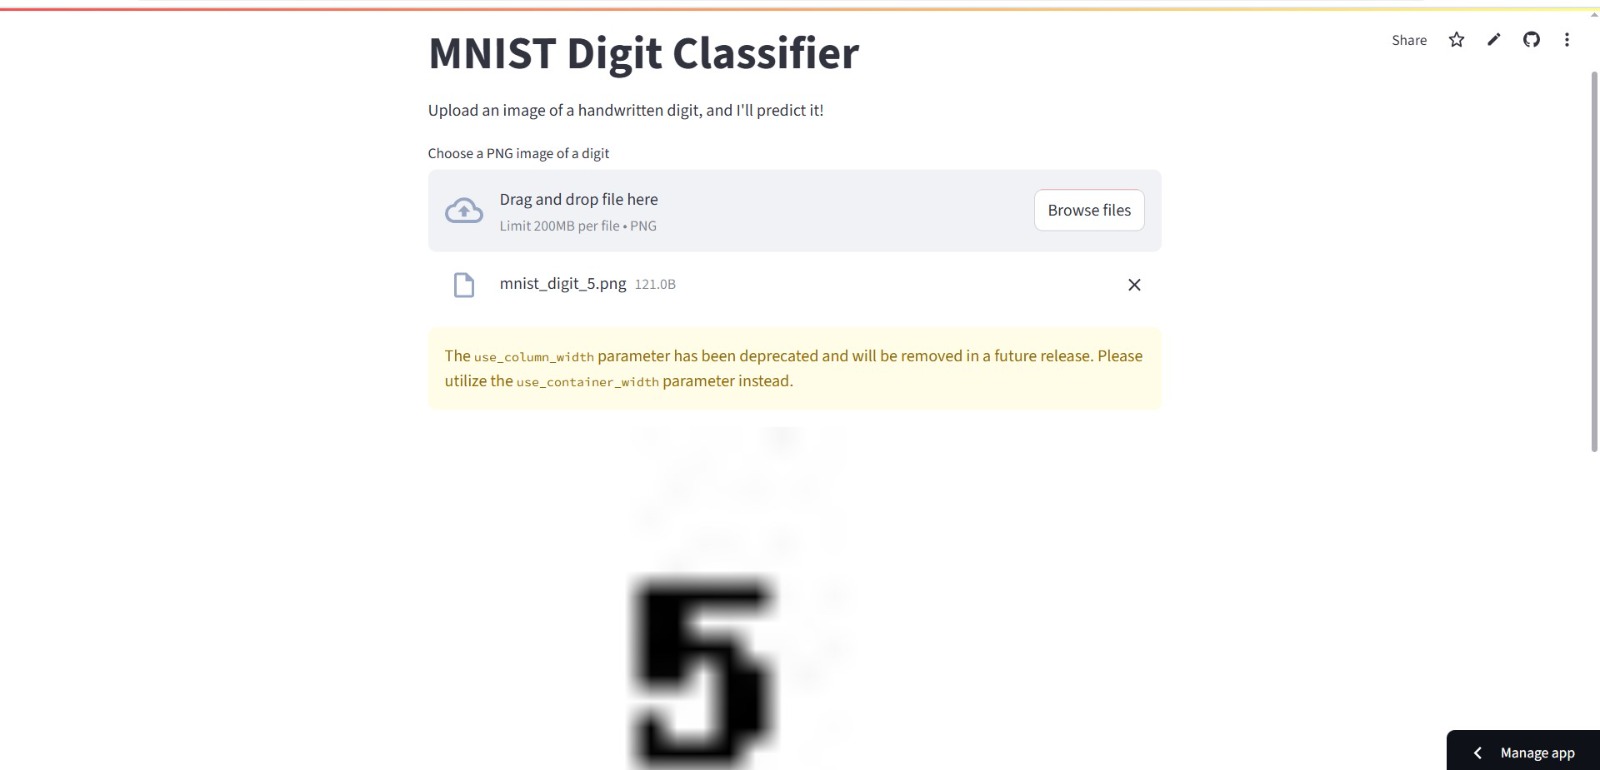 MNIST Digit Classifier
Share
Upload an image of a handwritten digit, and I'll predict it!
Choose a PNG image of a digit
Drag and drop file here
Limit 200MB per file • PNG
Browse files
mnist_digit_5.png 121.0B
The use_column_width parameter has been deprecated and will be removed in a future release. Please
utilize the use_container_width parameter instead.
5
Manage app